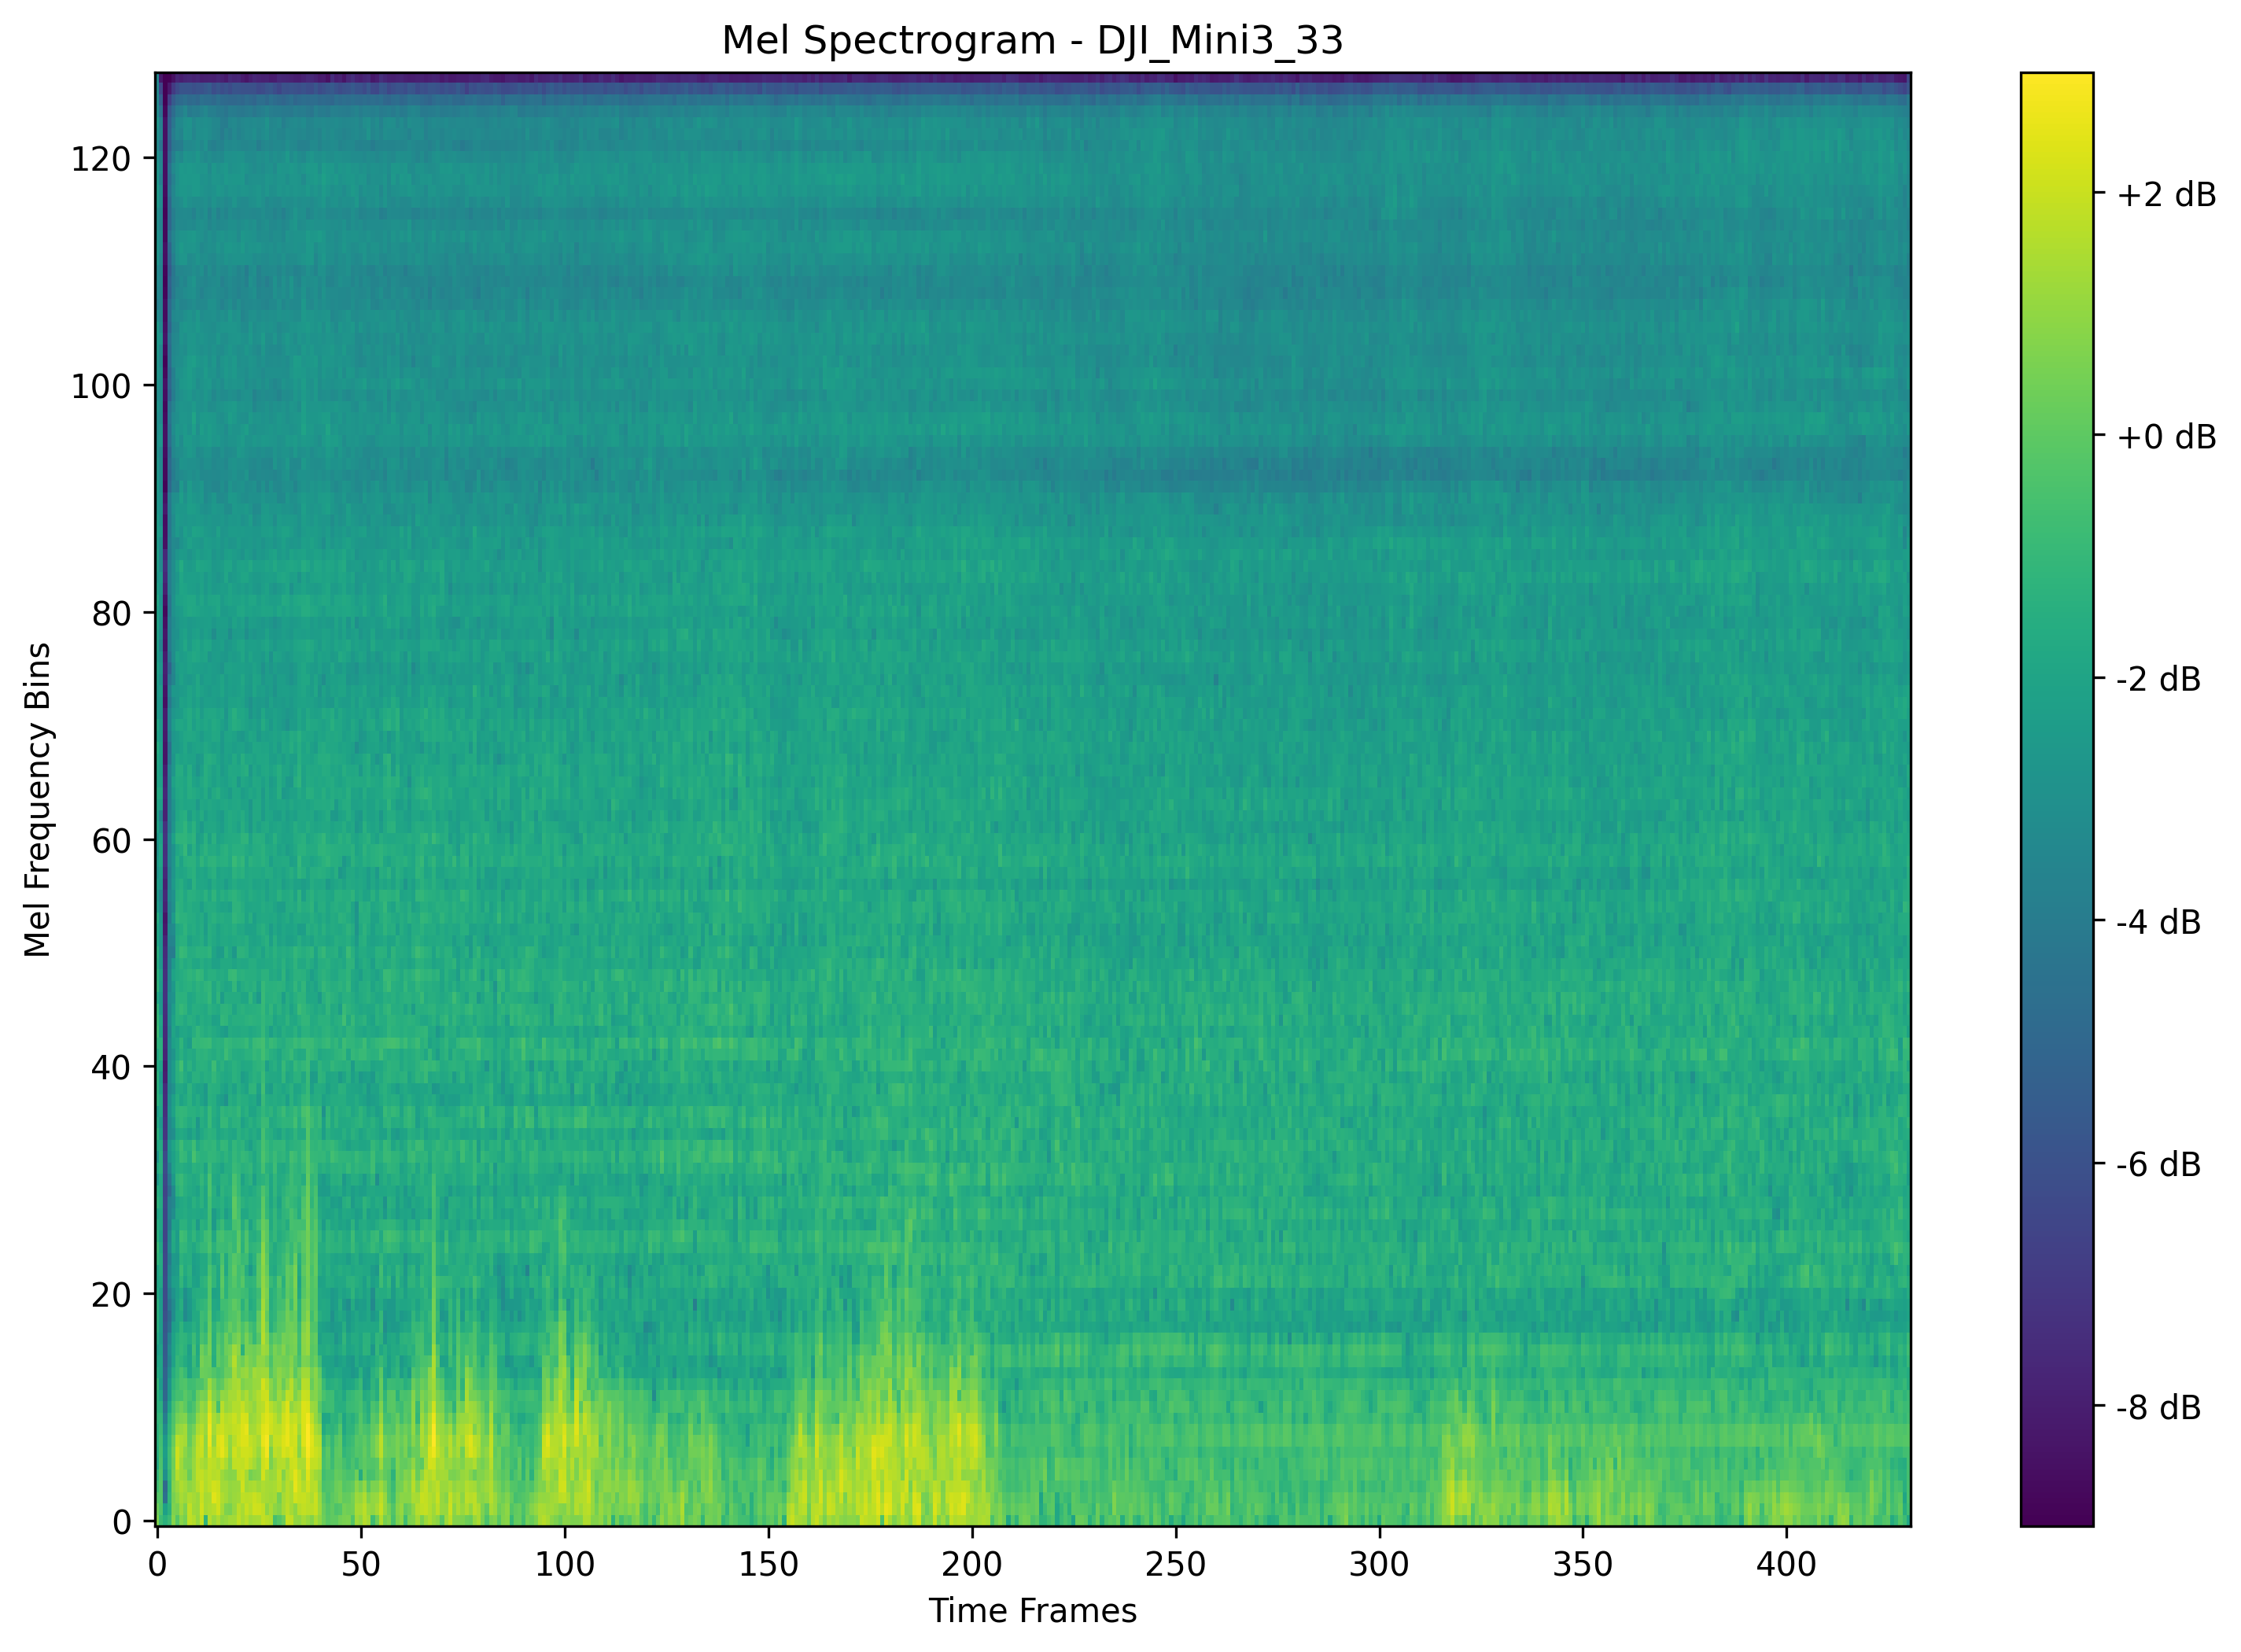 Mel Spectrogram - DJI_Mini3_33
120
100
80
60
40
20
0
Mel Frequency Bins
0 50 100 150 200 250 300 350 400
Time Frames
+2 dB
+0 dB
-2 dB
-4 dB
-6 dB
-8 dB